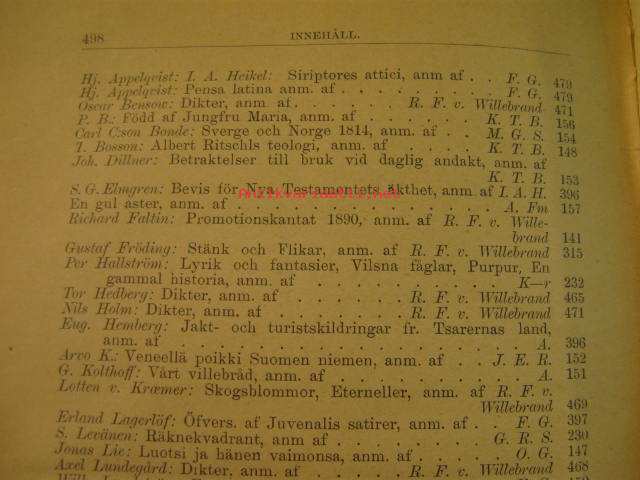 498
INNEHÅLL.
Hj. Appelqvist: I. A. Heikel: Siriptores attici, anm af . . F. G. 479
Hj. Appelqvist: Pensa latina anm af . . . . . . . F. G. 479
Oscar Bensow: Dikter, anm. af . . . . . R. F. v. Willebrand 471
P. B.: Född af Jungfru Maria, anm. af . . . . . K. T. B. 156
Carl C:son Bonde: Sverge och Norge 1814, anm. af . . M. G. S. 154
T. Bosson: Albert Ritschls teologi, anm. af . . . . K. T. B. 148
Joh. Dillner: Betraktelser till bruk vid daglig andakt, anm. af
K. T. B. 153
S. G. Elmgren: Bevis för Nya Testamentets äkthet, anm. af I. A. H. 396
En gul aster, anm. af . . . . . . . . . . A. Fm 157
Richard Faltin: Promotionskantat 1890, anm. af R. F. v. Wille-
brand 141
Gustaf Fröding: Stänk och Flikar, anm. af R. F. v. Willebrand 315
Per Hallström: Lyrik och fantasier, Vilsna fåglar, Purpur, En
gammal historia, anm. af . . . . . . . . K—r 232
Tor Hedberg: Dikter, anm. af . . . . . R. F. v. Willebrand 465
Nils Holm: Dikter, anm. af . . . . . . R. F. v. Willebrand 471
Eug. Hemberg: Jakt- och turistskildringar fr. Tsarernas land,
anm. af . . . . . . . . . . . . A. 396
Arvo K.: Veneellä poikki Suomen niemen, anm. af . . J. E. R. 152
G. Kolthoff: Vårt villebråd, anm. af . . . . . . . A. 151
Lotten v. Kræmer: Skogsblommor, Eterneller, anm. af R. F. v.
Willebrand 469
Erland Lagerlöf: Öfvers. af Juvenalis satirer, anm. af . . F. G. 397
S. Levänen: Räknekvadrant, anm af . . . . . . . G. R. S. 230
Jonas Lie: Luotsi ja hänen vaimonsa, anm. af . . . . O. G. 147
Axel Lundegård: Dikter, anm. af . . . . R. F. v. Willebrand 468